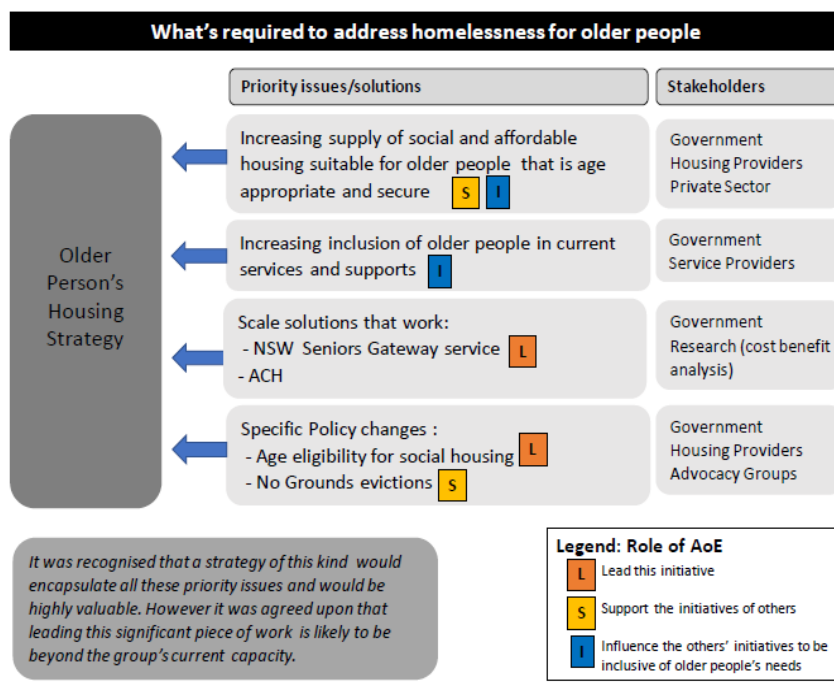 What's required to address homelessness for older people
Priority issues/solutions
Stakeholders
Older
Person's
Housing
Strategy
Increasing supply of social and affordable
housing suitable for older people that is age
appropriate and secure S I
Government
Housing Providers
Private Sector
Increasing inclusion of older people in current
services and supports I
Government
Service Providers
Scale solutions that work:
- NSW Seniors Gateway service L
- ACH
Government
Research (cost benefit
analysis)
Specific Policy changes :
- Age eligibility for social housing L
- No Grounds evictions S
Government
Housing Providers
Advocacy Groups
It was recognised that a strategy of this kind would
encapsulate all these priority issues and would be
highly valuable. However it was agreed upon that
leading this significant piece of work is likely to be
beyond the group's current capacity.
Legend: Role of AoE
L Lead this initiative
S Support the initiatives of others
I Influence the others' initiatives to be
inclusive of older people's needs